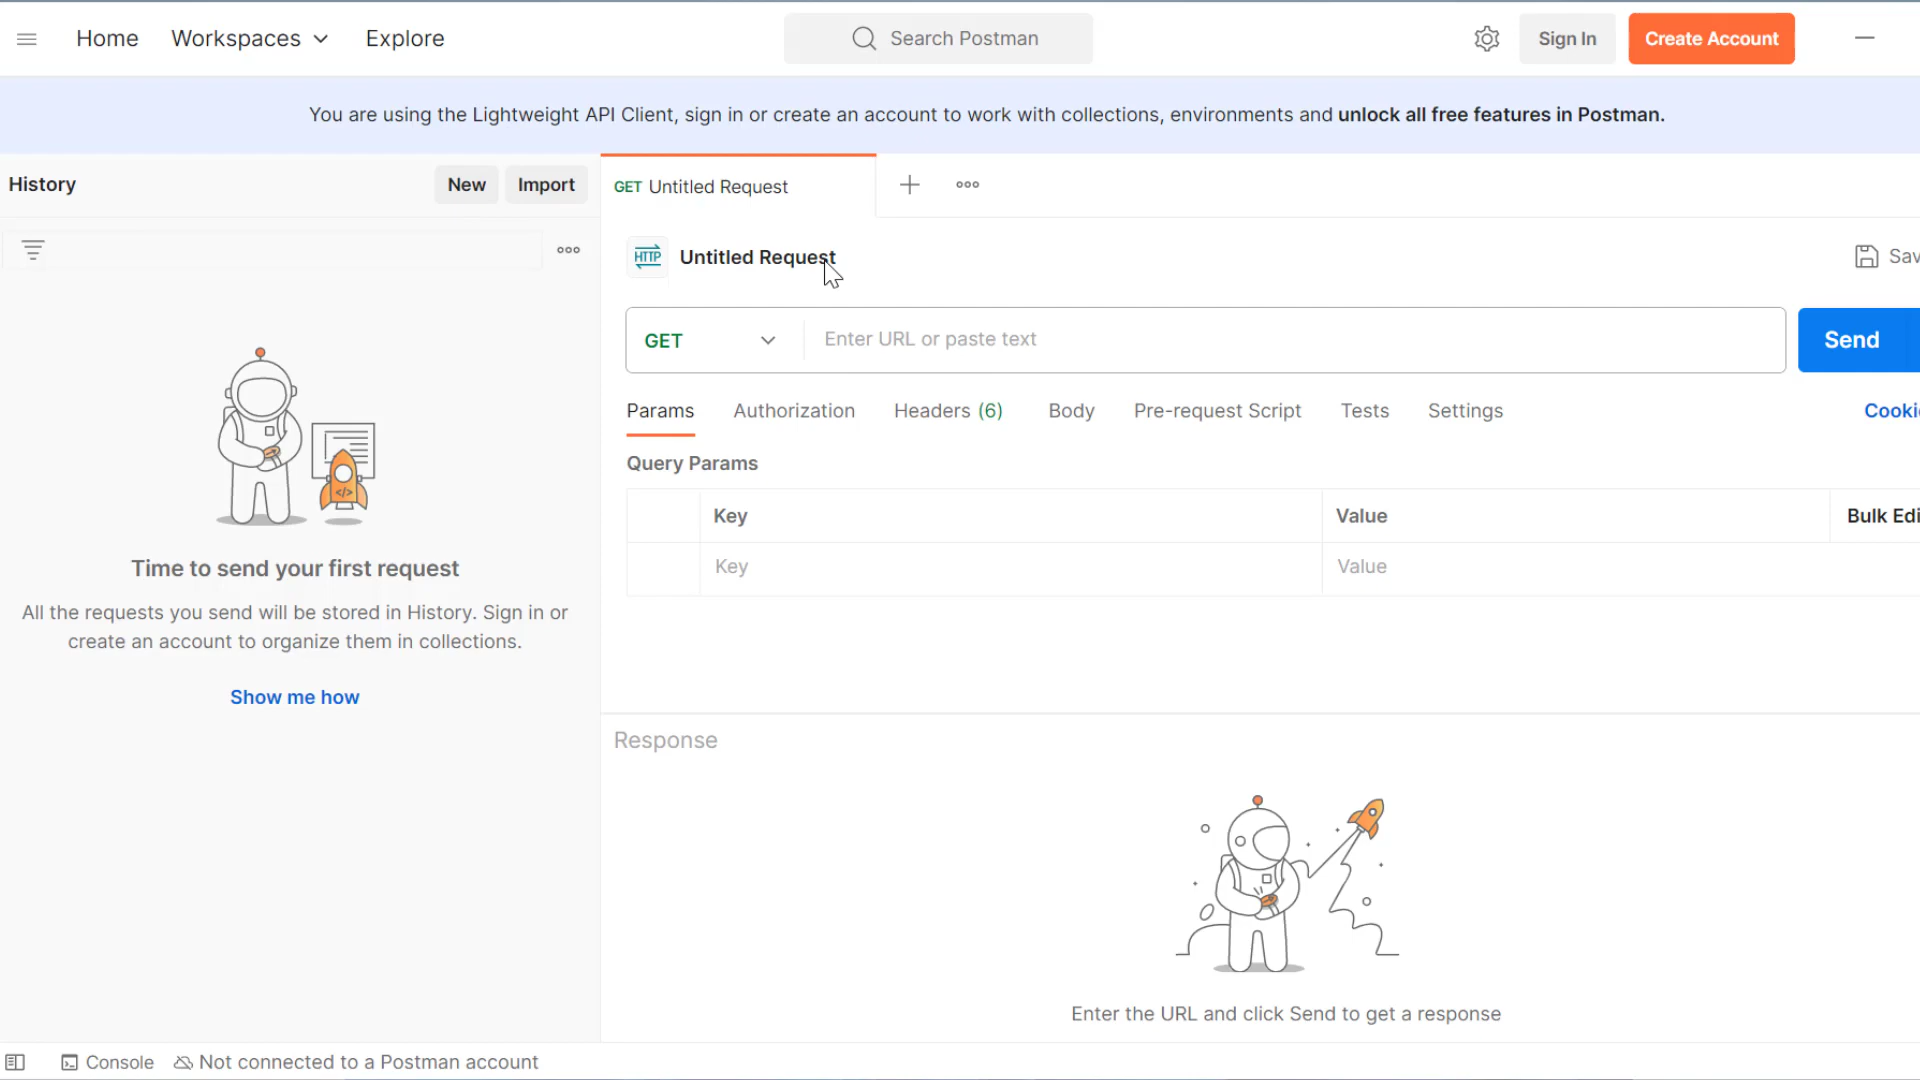 Home Workspaces Explore Search Postman Sign In Create Account
You are using the Lightweight API Client, sign in or create an account to work with collections, environments and unlock all free features in Postman.
History New Import
GET Untitled Request
HTTP Untitled Request Sav
GET Enter URL or paste text Send
Params Authorization Headers (6) Body Pre-request Script Tests Settings Cooki
Query Params
Key Value Bulk Edi
Key Value
</>
Time to send your first request
All the requests you send will be stored in History. Sign in or
create an account to organize them in collections.
Show me how
Response
Enter the URL and click Send to get a response
Console Not connected to a Postman account